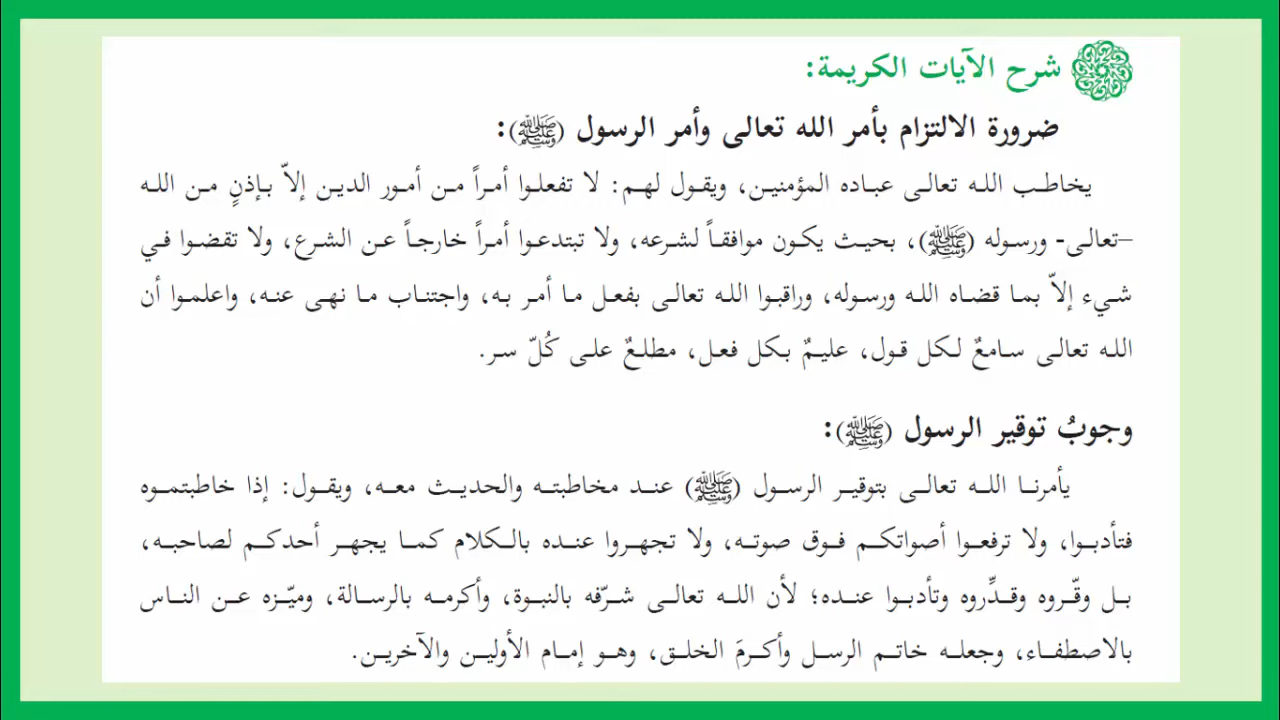 شرح الآيات الكريمة:
ضرورة الالتزام بأمر الله تعالى وأمر الرسول (ﷺ):
يخاطب الله تعالى عباده المؤمنين، ويقول لهم: لا تفعلوا أمراً من أمور الدين إلاّ بإذنٍ من الله
–تعالى- ورسوله (ﷺ)، بحيث يكون موافقاً لشرعه، ولا تبتدعوا أمراً خارجاً عن الشرع، ولا تقضوا في
شيء إلاّ بما قضاه الله ورسوله، وراقبوا الله تعالى بفعل ما أمر به، واجتناب ما نهى عنه، واعلموا أن
الله تعالى سامعٌ لكل قول، عليمٌ بكل فعل، مطلعٌ على كُلّ سر.
وجوبُ توقير الرسول (ﷺ):
يأمرنا الله تعالى بتوقير الرسول (ﷺ) عند مخاطبته والحديث معه، ويقول: إذا خاطبتموه
فتأدبوا، ولا ترفعوا أصواتكم فوق صوته، ولا تجهروا عنده بالكلام كما يجهر أحدكم لصاحبه،
بل وقّروه وقدِّروه وتأدبوا عنده؛ لأن الله تعالى شرّفه بالنبوة، وأكرمه بالرسالة، وميّزه عن الناس
بالاصطفاء، وجعله خاتم الرسل وأكرمَ الخلق، وهو إمام الأولين والآخرين.